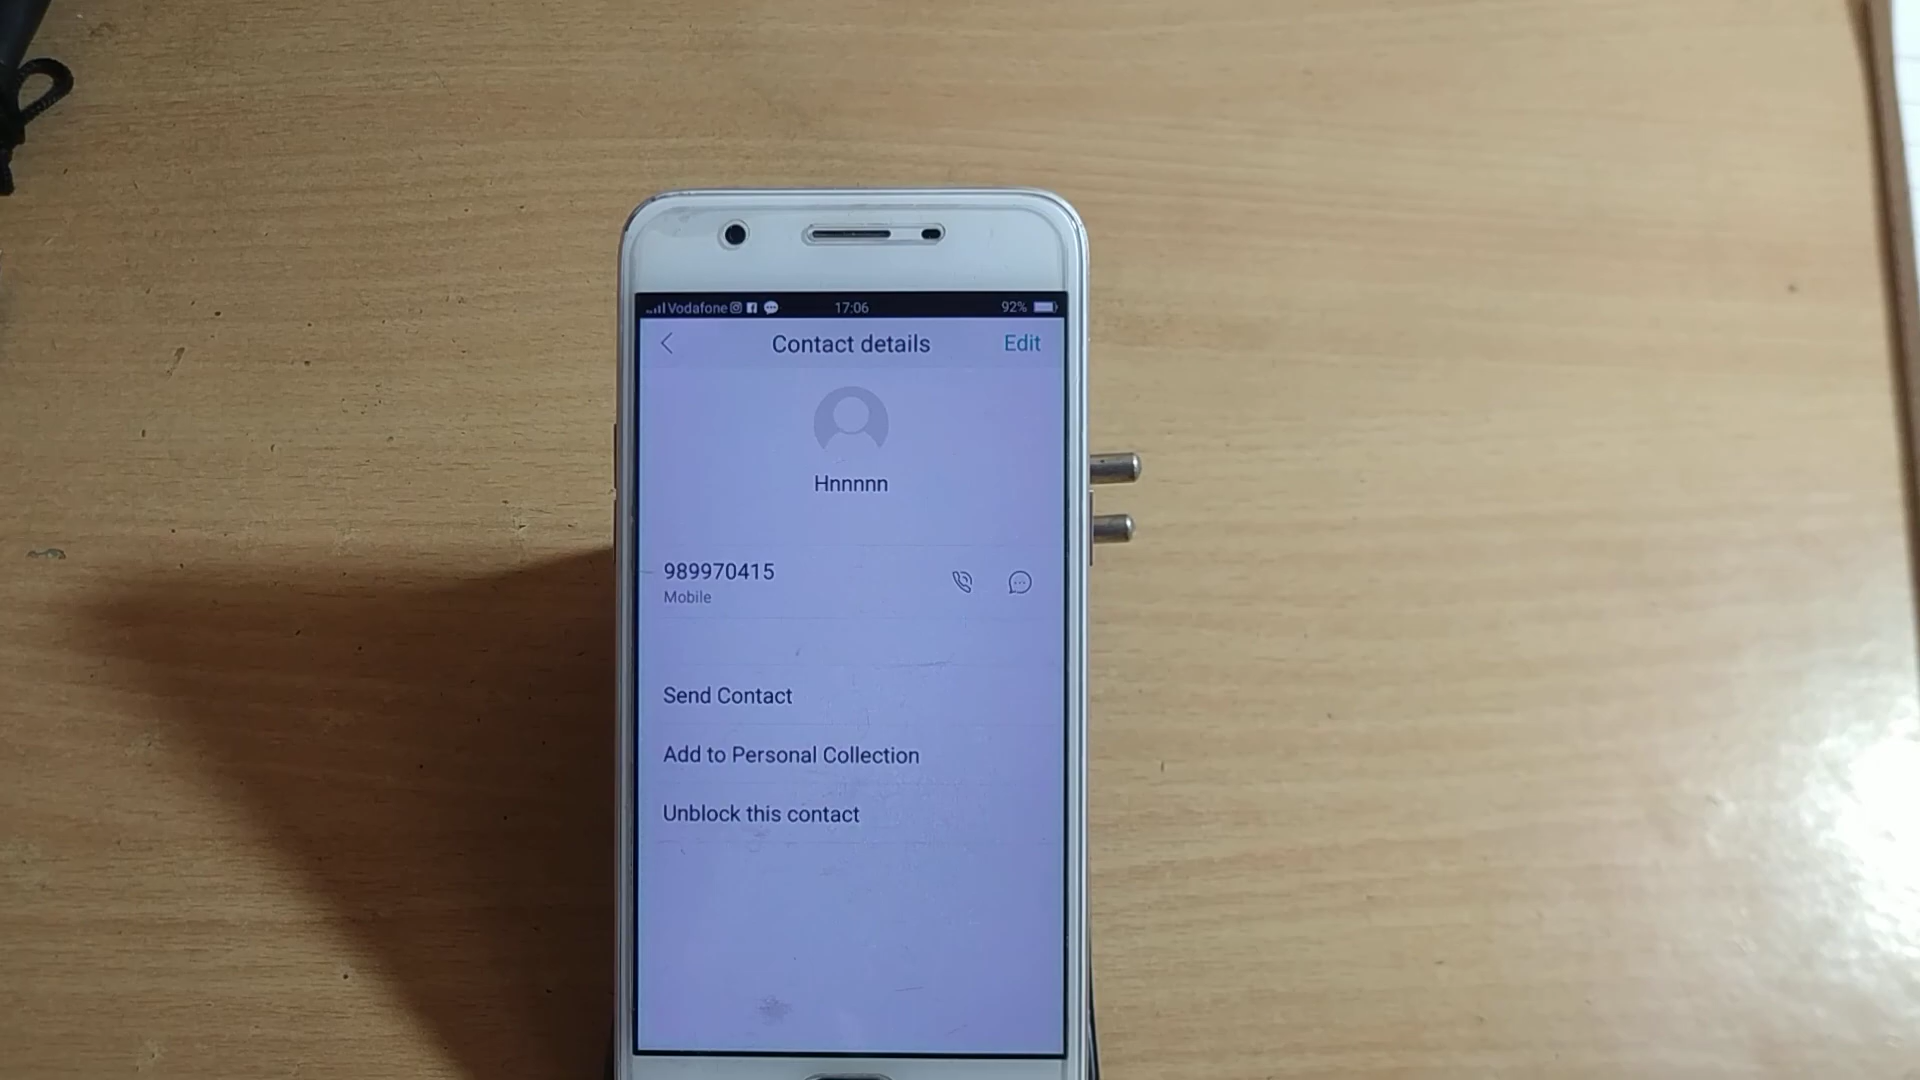 Vodafone 17:06 92%
Contact details Edit
Hnnnnn
989970415
Mobile
Send Contact
Add to Personal Collection
Unblock this contact